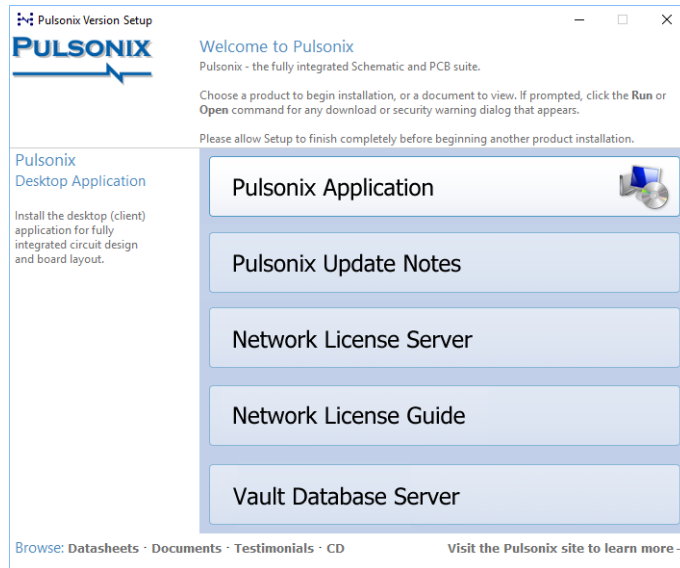 Pulsonix Version Setup
PULSONIX
Welcome to Pulsonix
Pulsonix - the fully integrated Schematic and PCB suite.
Choose a product to begin installation, or a document to view. If prompted, click the Run or
Open command for any download or security warning dialog that appears.
Please allow Setup to finish completely before beginning another product installation.
Pulsonix
Desktop Application
Install the desktop (client)
application for fully
integrated circuit design
and board layout.
Pulsonix Application
Pulsonix Update Notes
Network License Server
Network License Guide
Vault Database Server
Browse: Datasheets · Documents · Testimonials · CD
Visit the Pulsonix site to learn more -